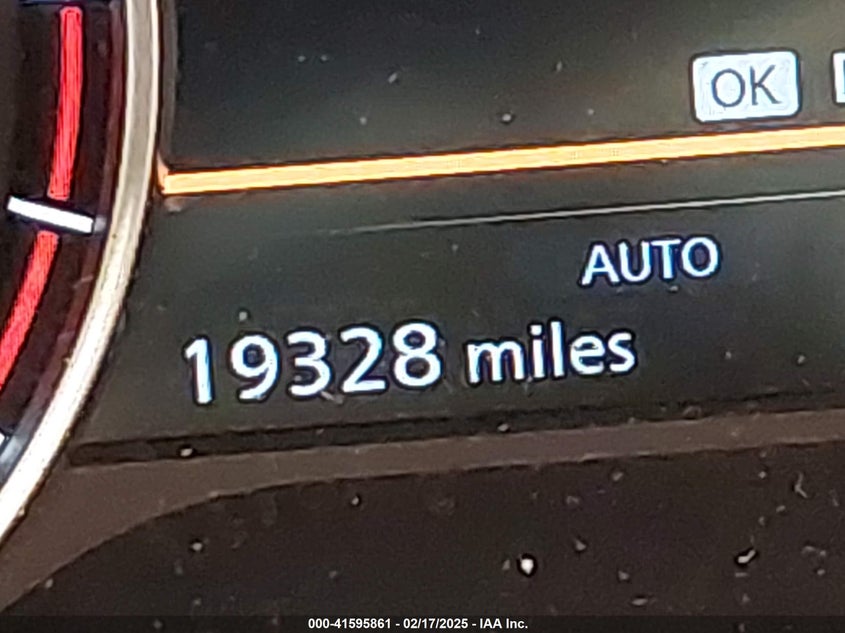 OK
AUTO
19328 miles
000-41595861 - 02/17/2025 - IAA Inc.